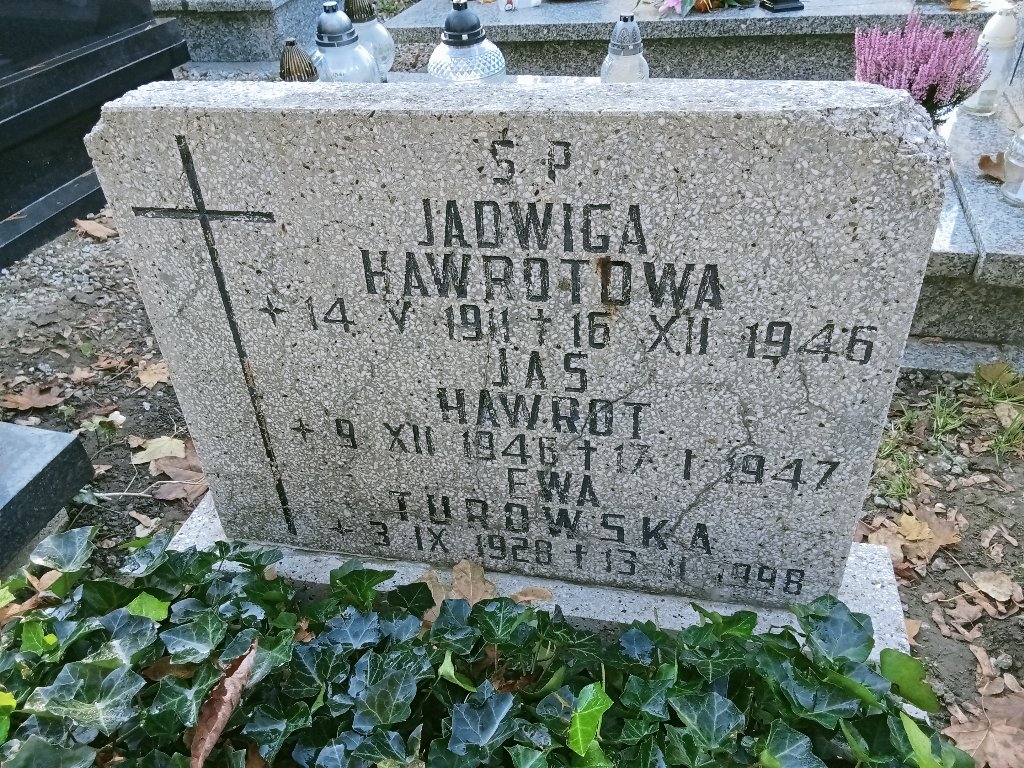 Ś P
JADWIGA
HAWROTOWA
* 14 V 1911 † 16 XII 1946
JAŚ
HAWROT
* 9 XII 1946 † 17 I 1947
EWA
TUROWSKA
* 3 IX 1928 † 13 II 1998